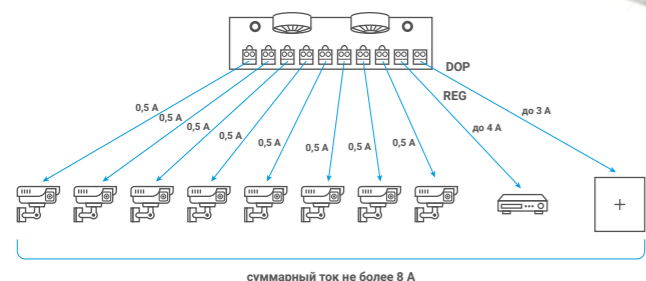 DOP
REG
0,5 А
0,5 А
0,5 А
0,5 А
0,5 А
0,5 А
0,5 А
0,5 А
до 4 А
до 3 А
+
суммарный ток не более 8 А